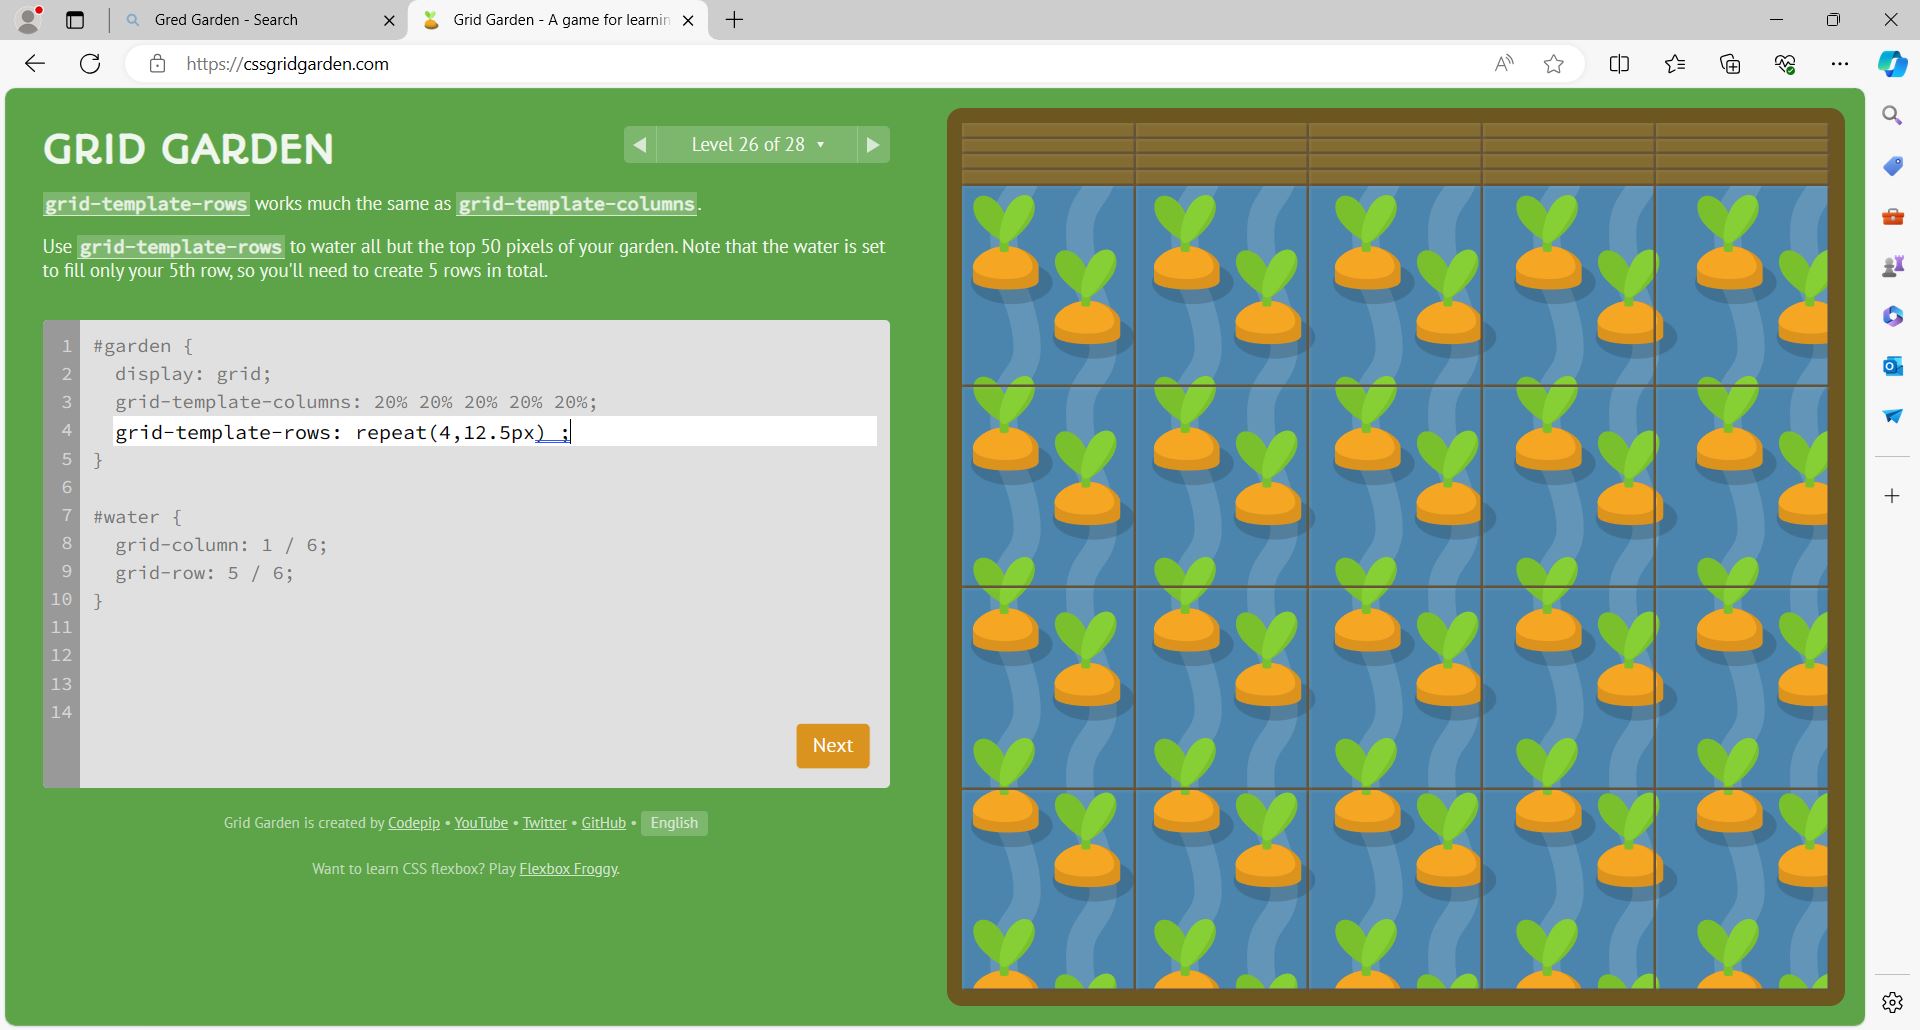 Gred Garden - Search
Grid Garden - A game for learnin
https://cssgridgarden.com
GRID GARDEN
Level 26 of 28
grid-template-rows works much the same as grid-template-columns.
Use grid-template-rows to water all but the top 50 pixels of your garden. Note that the water is set
to fill only your 5th row, so you'll need to create 5 rows in total.
1 #garden {
2 display: grid;
3 grid-template-columns: 20% 20% 20% 20% 20%;
4 grid-template-rows: repeat(4,12.5px) ;
5 }
6
7 #water {
8 grid-column: 1 / 6;
9 grid-row: 5 / 6;
10 }
11
12
13
14
Next
Grid Garden is created by Codepip • YouTube • Twitter • GitHub • English
Want to learn CSS flexbox? Play Flexbox Froggy.